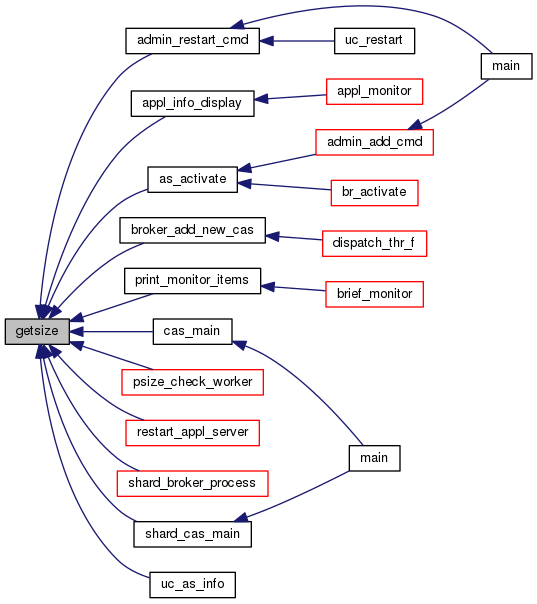 admin_restart_cmd
uc_restart
main
appl_info_display
appl_monitor
admin_add_cmd
as_activate
br_activate
broker_add_new_cas
dispatch_thr_f
print_monitor_items
brief_monitor
getsize
cas_main
psize_check_worker
restart_appl_server
main
shard_broker_process
shard_cas_main
uc_as_info